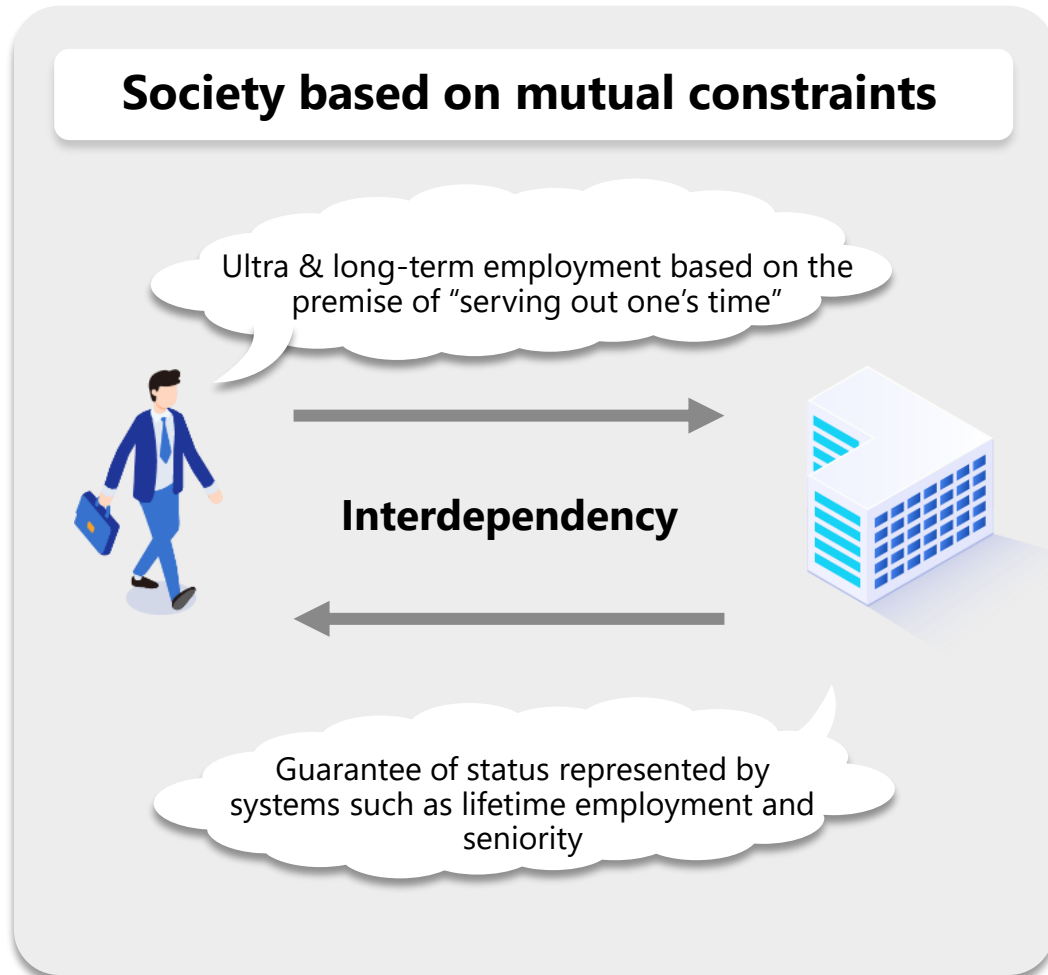 Society based on mutual constraints
Ultra & long-term employment based on the
premise of “serving out one’s time”
Interdependency
Guarantee of status represented by
systems such as lifetime employment and
seniority